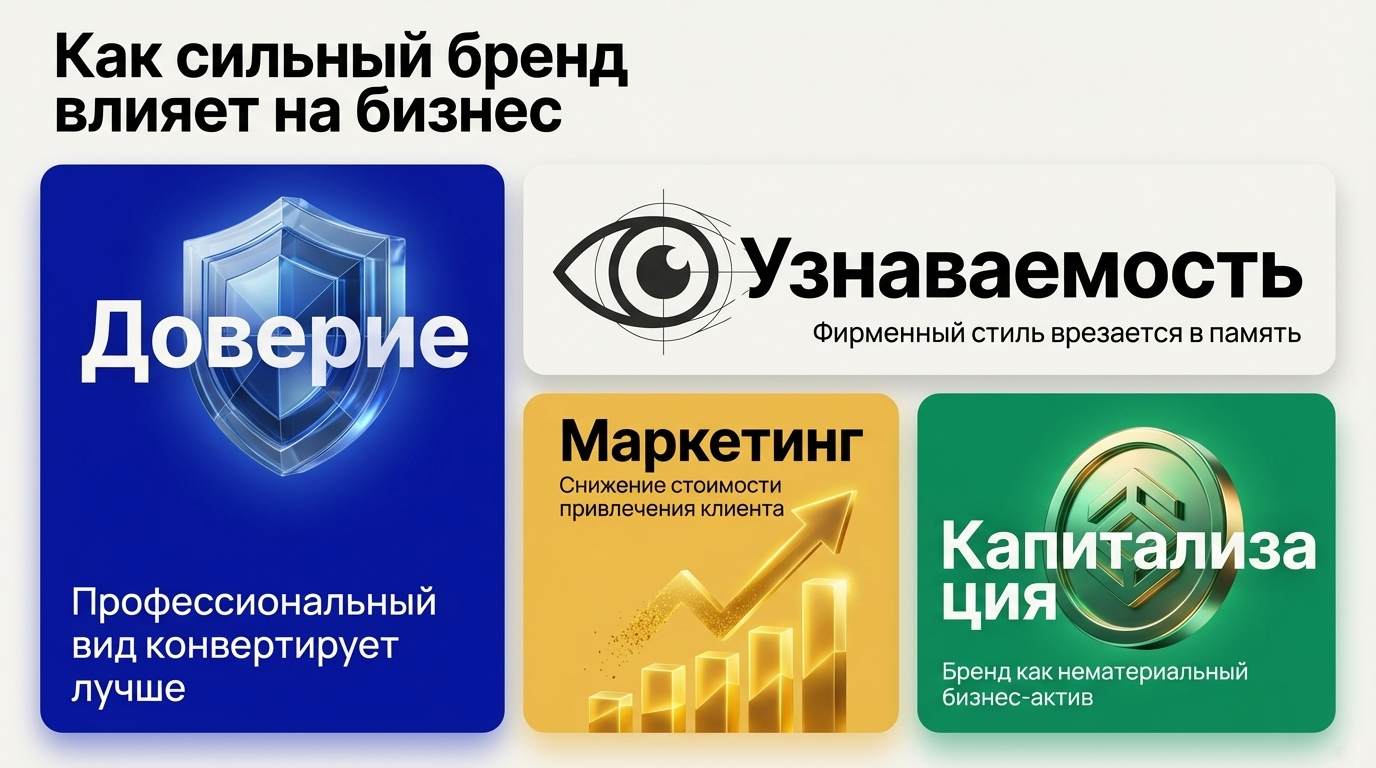 Как сильный бренд
влияет на бизнес
Доверие
Профессиональный
вид конвертирует
лучше
Узнаваемость
Фирменный стиль врезается в память
Маркетинг
Снижение стоимости
привлечения клиента
Капитализа
ция
Бренд как нематериальный
бизнес-актив